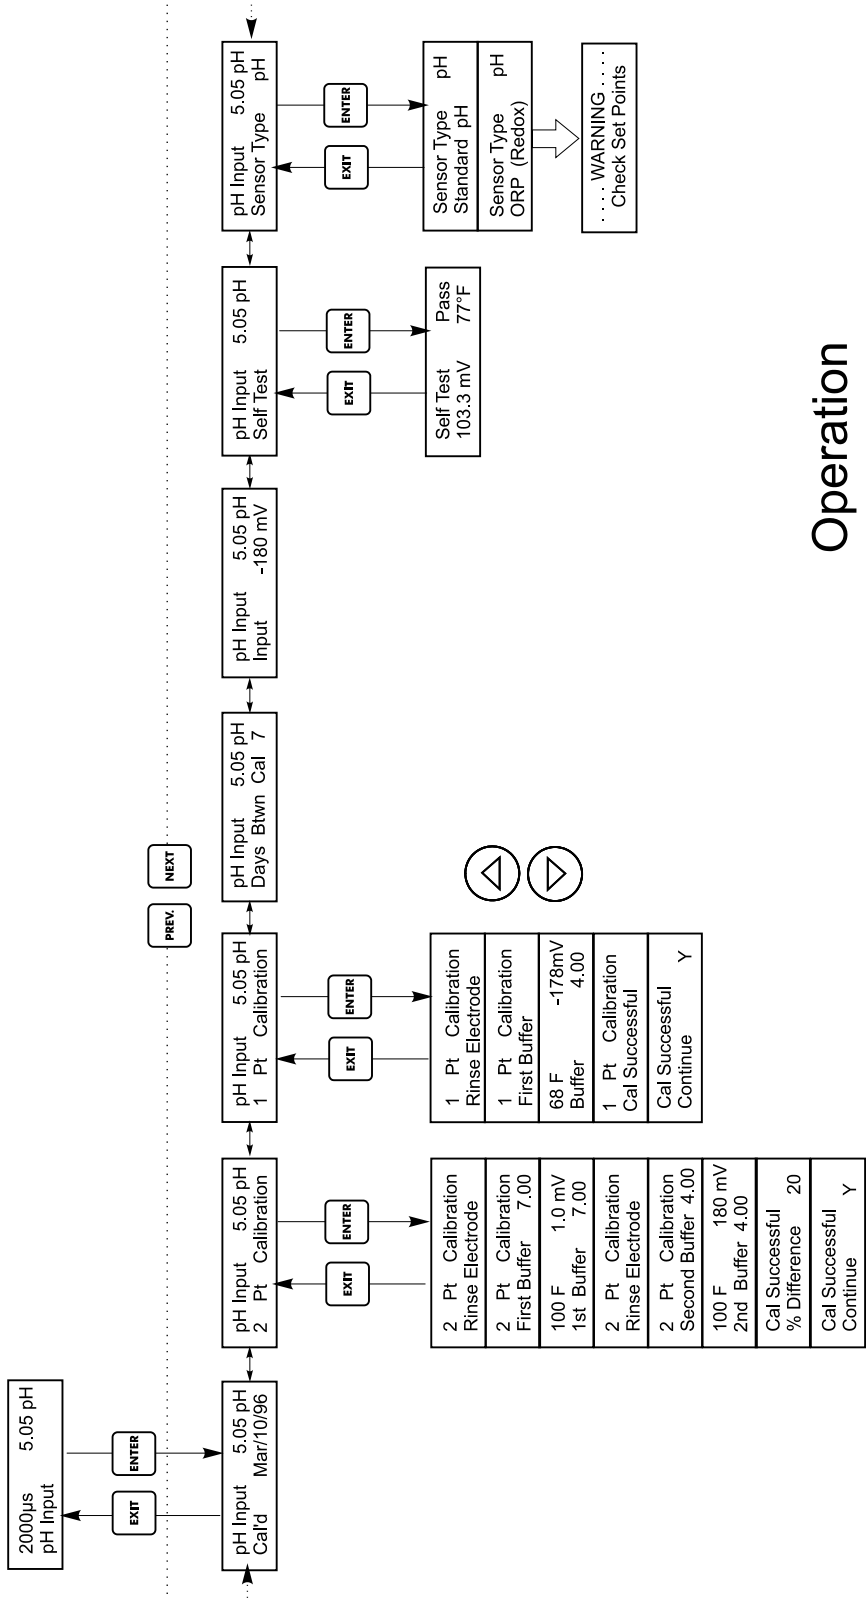 2000µs 5.05 pH
pH Input
EXIT
ENTER
PREV.
NEXT
pH Input 5.05 pH
Cal'd Mar/10/96
pH Input 5.05 pH
2 Pt Calibration
EXIT
ENTER
2 Pt Calibration
Rinse Electrode
2 Pt Calibration
First Buffer 7.00
100 F 1.0 mV
1st Buffer 7.00
2 Pt Calibration
Rinse Electrode
2 Pt Calibration
Second Buffer 4.00
100 F 180 mV
2nd Buffer 4.00
Cal Successful
% Difference 20
Cal Successful
Continue Y
pH Input 5.05 pH
1 Pt Calibration
EXIT
ENTER
1 Pt Calibration
Rinse Electrode
1 Pt Calibration
First Buffer
68 F -178mV
Buffer 4.00
1 Pt Calibration
Cal Successful
Cal Successful
Continue Y
pH Input 5.05 pH
Days Btwn Cal 7
pH Input 5.05 pH
Input -180 mV
pH Input 5.05 pH
Self Test
EXIT
ENTER
Self Test Pass
103.3 mV 77°F
pH Input 5.05 pH
Sensor Type pH
EXIT
ENTER
Sensor Type pH
Standard pH
Sensor Type pH
ORP (Redox)
. . . . WARNING . . . .
Check Set Points
Operation